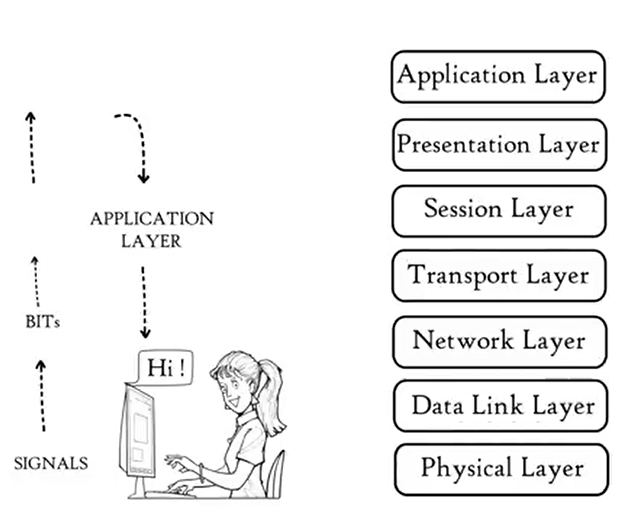 APPLICATION
LAYER
BITs
Hi !
SIGNALS
Application Layer
Presentation Layer
Session Layer
Transport Layer
Network Layer
Data Link Layer
Physical Layer